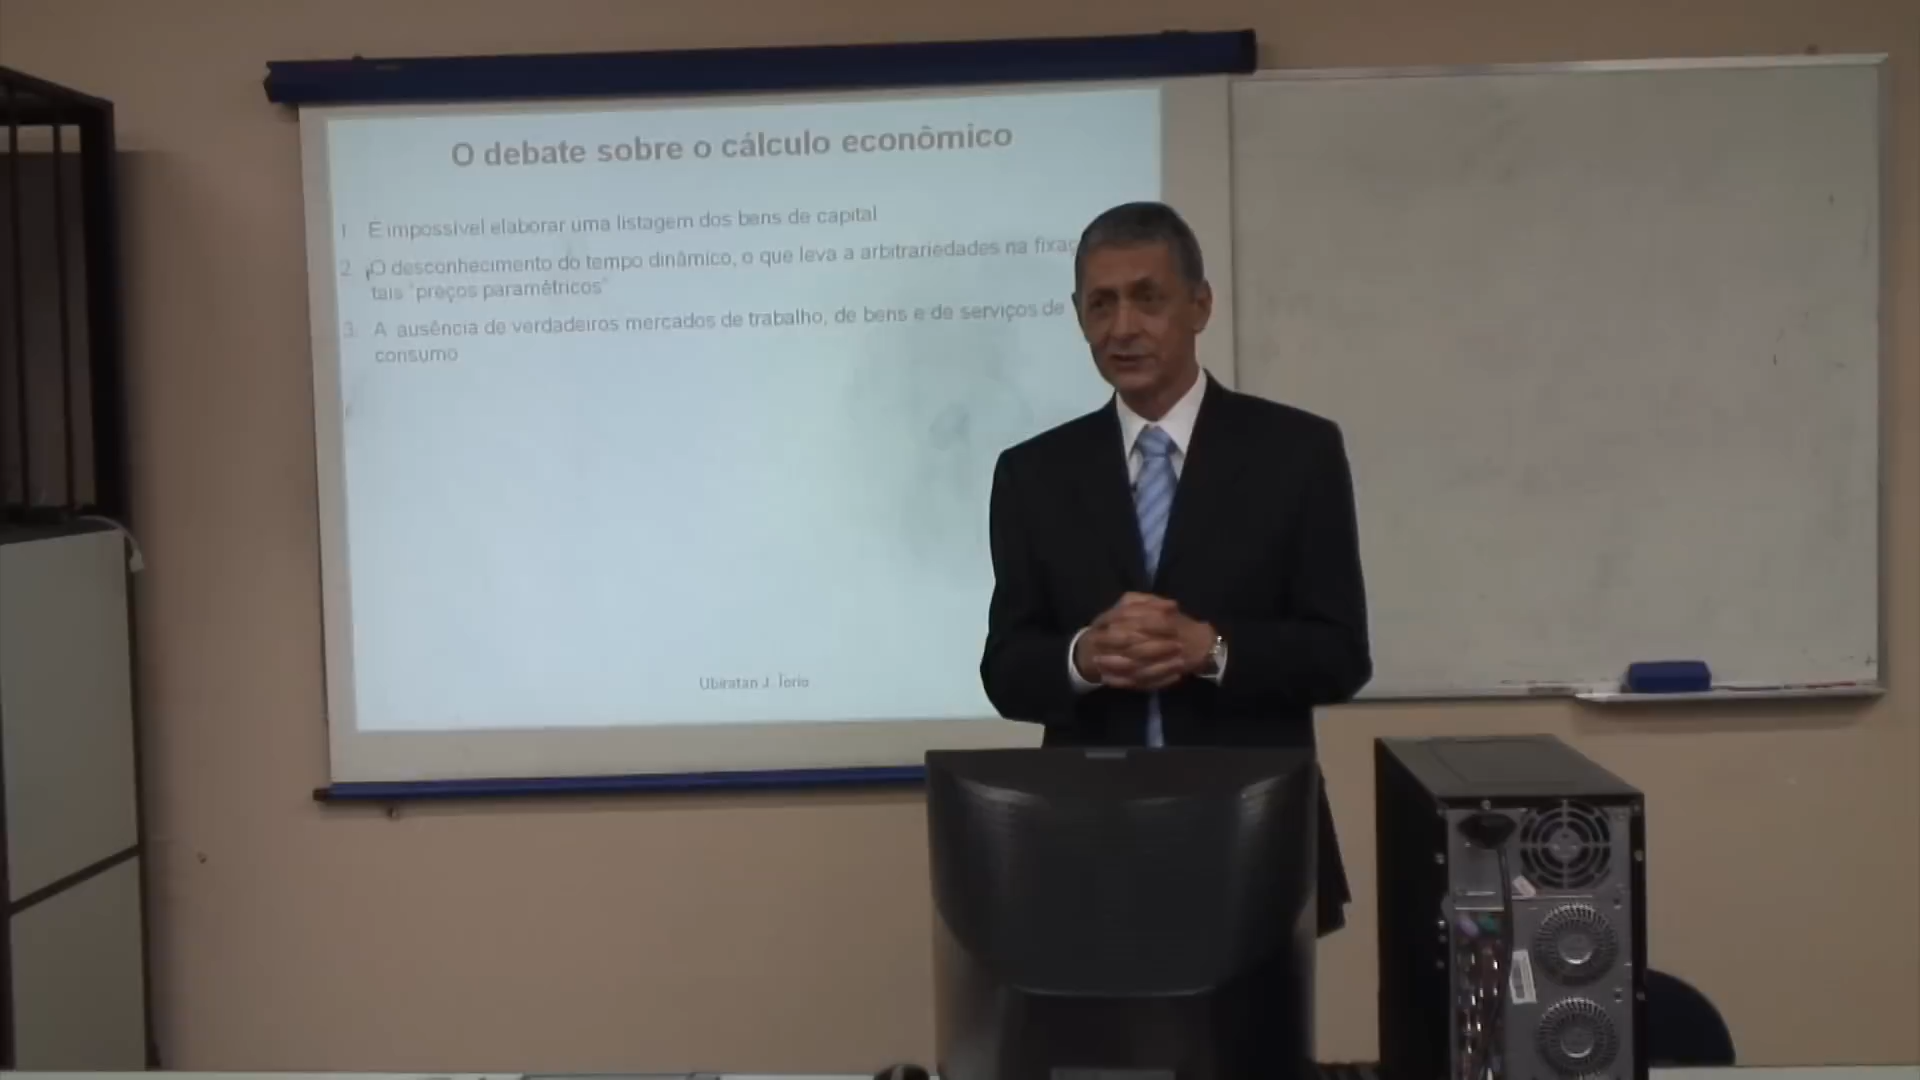 O debate sobre o cálculo econômico
1. É impossível elaborar uma listagem dos bens de capital
2. O desconhecimento do tempo dinâmico, o que leva a arbitrariedades na fixaç
tais "preços paramétricos"
3. A ausência de verdadeiros mercados de trabalho, de bens e de serviços de
consumo
Ubiratan J. Iorio